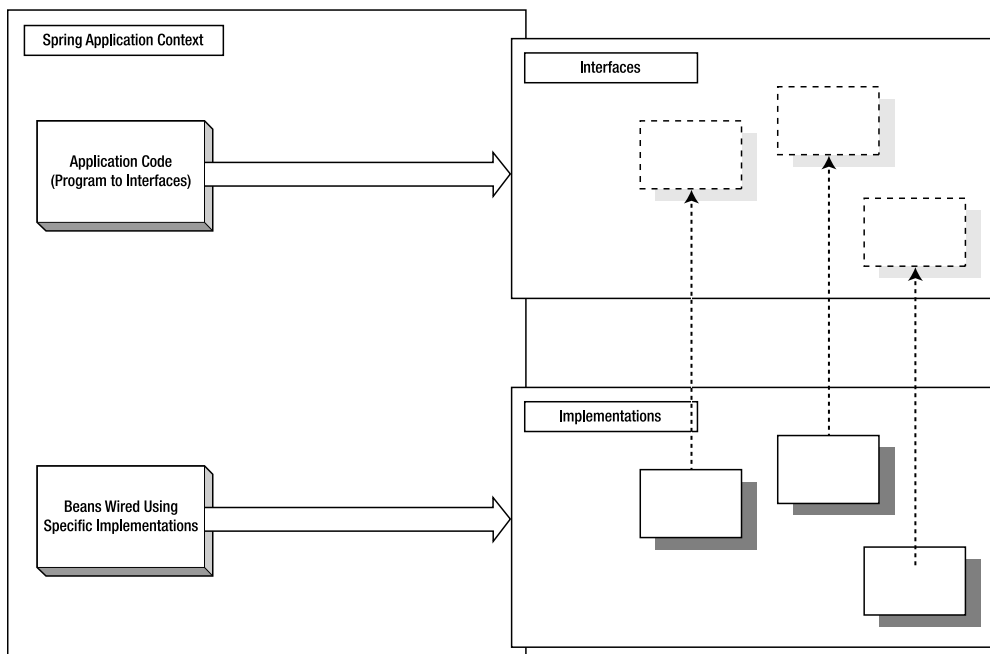 Spring Application Context
Interfaces
Application Code
(Program to Interfaces)
Implementations
Beans Wired Using
Specific Implementations